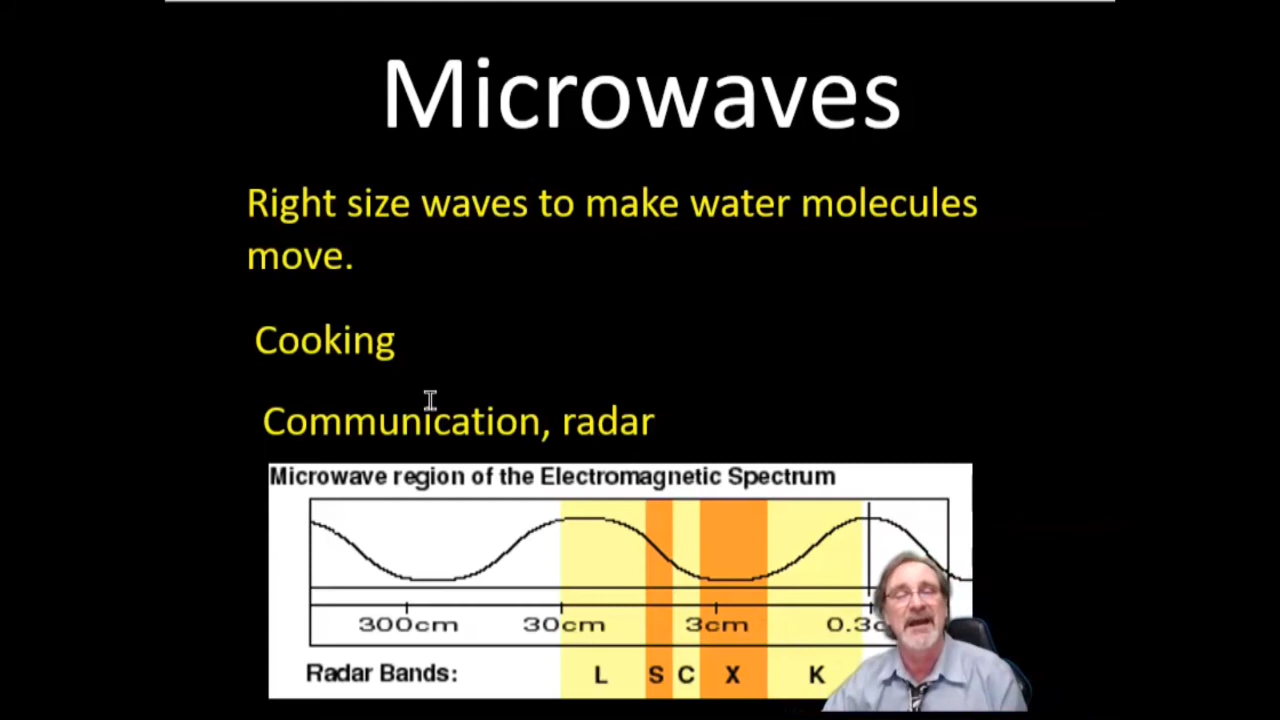 Microwaves
Right size waves to make water molecules
move.
Cooking
Communication, radar
Microwave region of the Electromagnetic Spectrum
300cm 30cm 3cm
Radar Bands: L S C X K